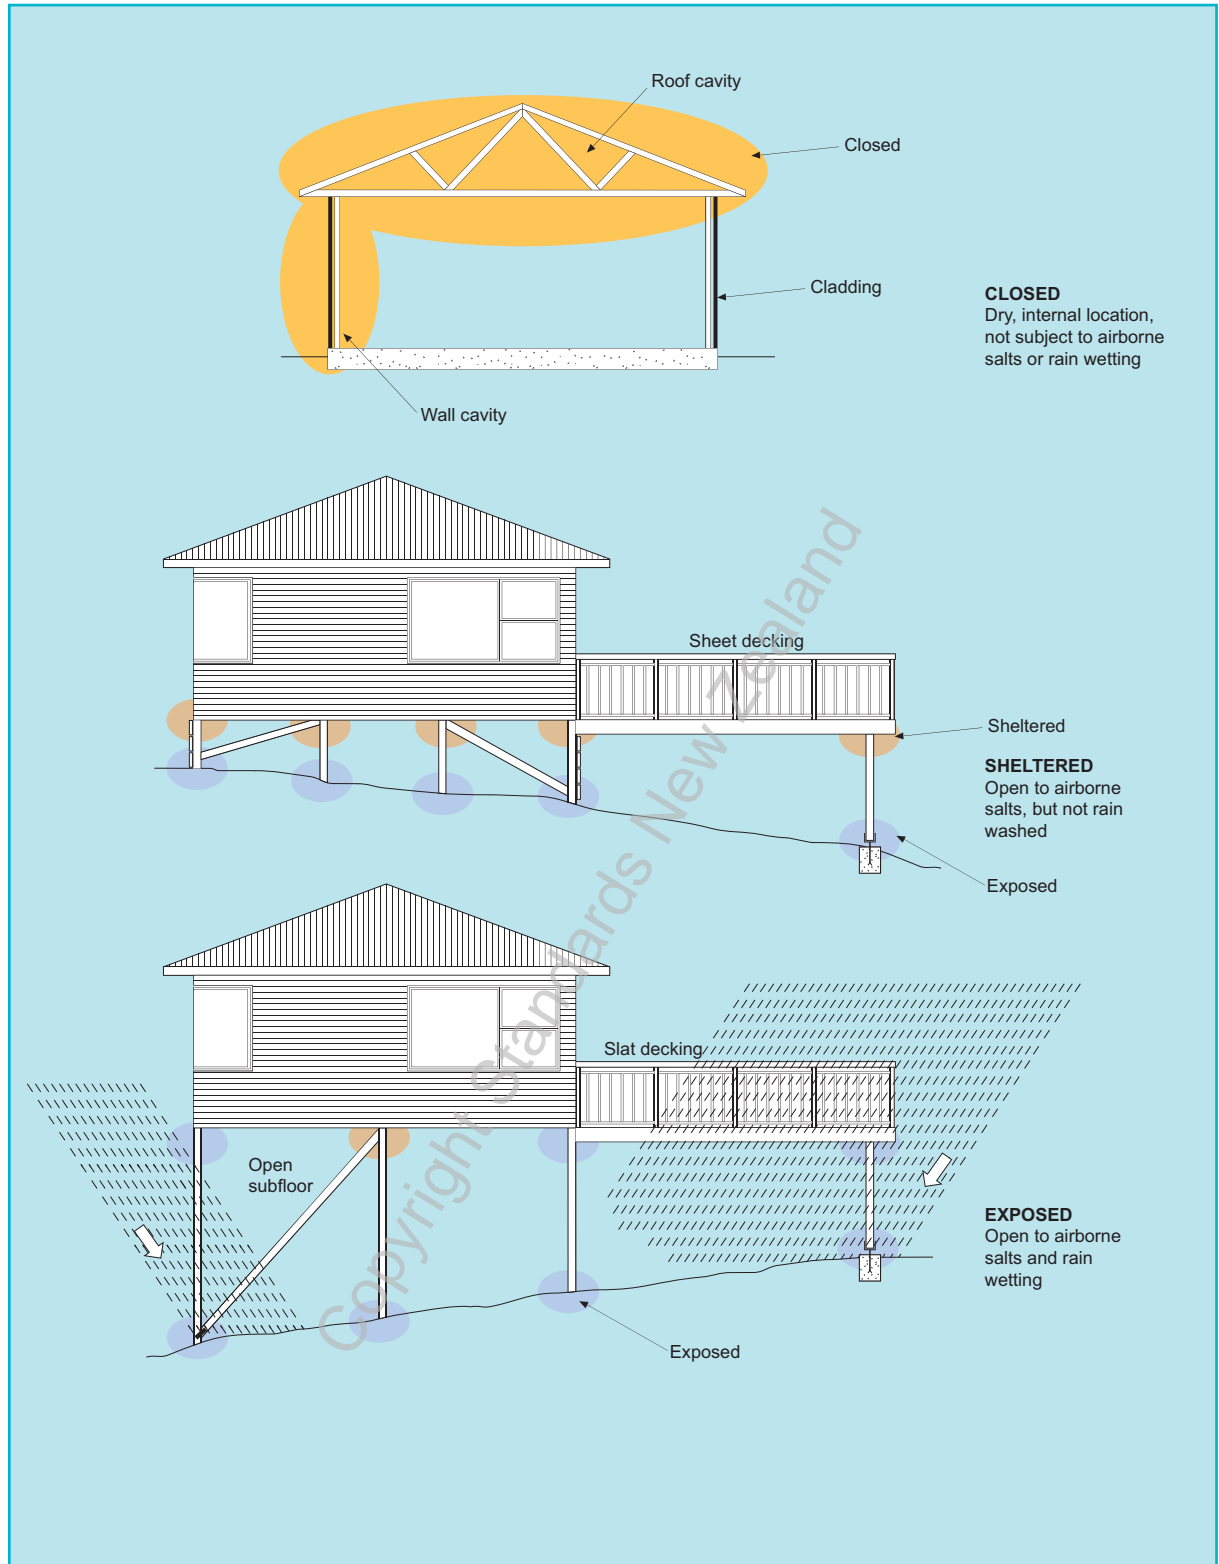 Roof cavity
Closed
Cladding
CLOSED
Dry, internal location,
not subject to airborne
salts or rain wetting
Wall cavity
Sheet decking
Sheltered
SHELTERED
Open to airborne
salts, but not rain
washed
Exposed
Slat decking
Open
subfloor
EXPOSED
Open to airborne
salts and rain
wetting
Exposed
Copyright Standards New Zealand